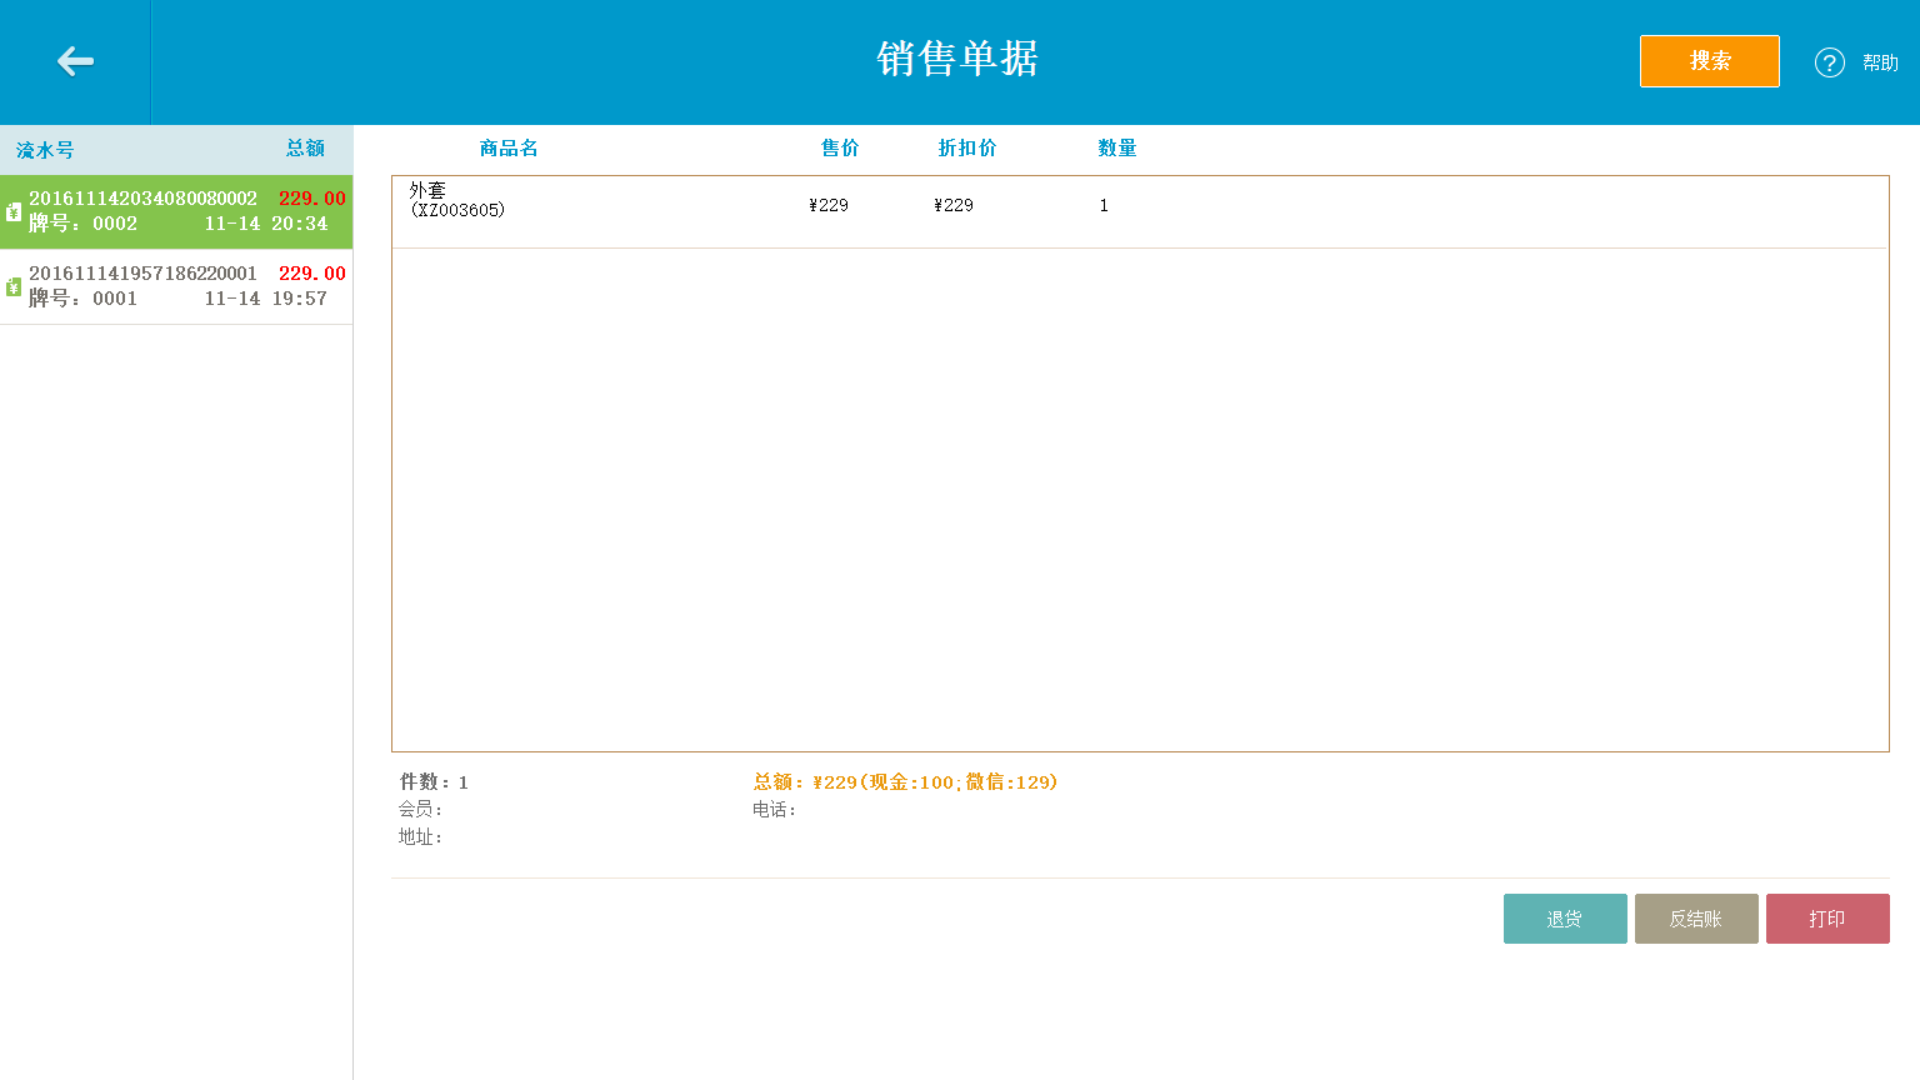 销售单据
搜索
? 帮助
流水号 总额
201611142034080080002 229.00
牌号：0002 11-14 20:34
201611141957186220001 229.00
牌号：0001 11-14 19:57
商品名 售价 折扣价 数量
外套
(XZ003605) ¥229 ¥229 1
件数：1 总额：¥229(现金:100;微信:129)
会员： 电话：
地址：
退货 反结账 打印